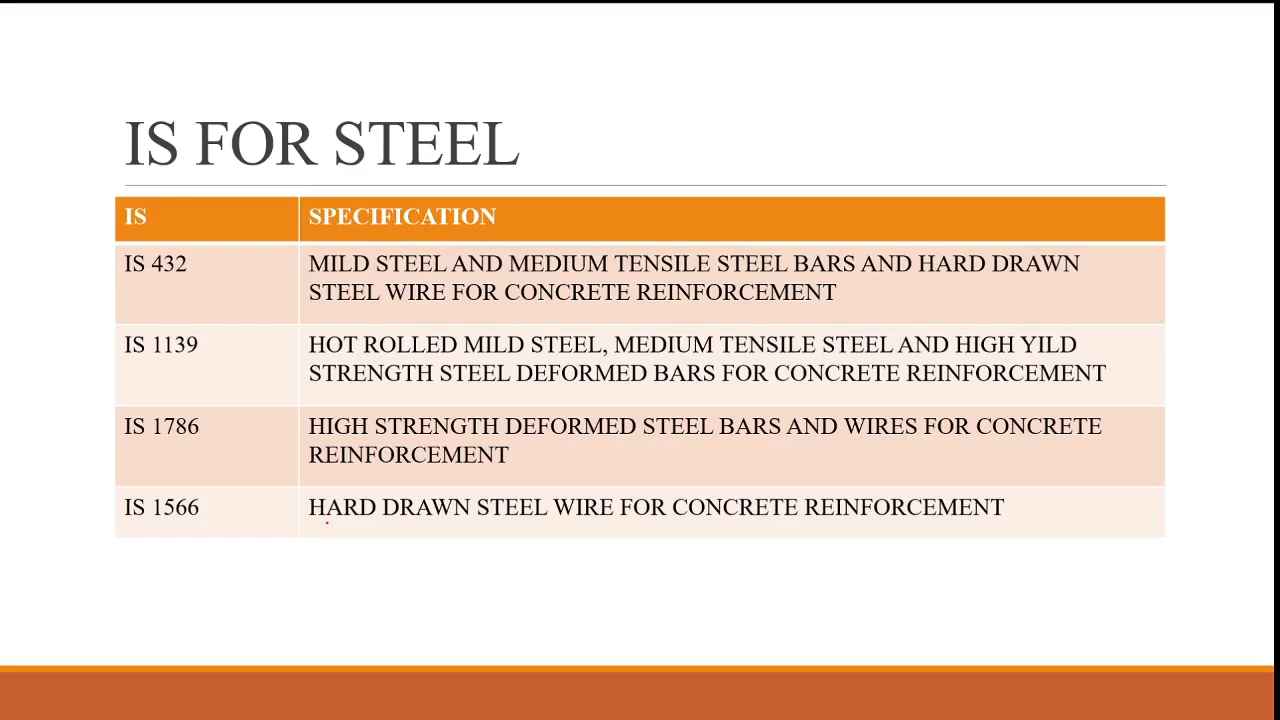 IS FOR STEEL
IS
SPECIFICATION
IS 432
MILD STEEL AND MEDIUM TENSILE STEEL BARS AND HARD DRAWN
STEEL WIRE FOR CONCRETE REINFORCEMENT
IS 1139
HOT ROLLED MILD STEEL, MEDIUM TENSILE STEEL AND HIGH YILD
STRENGTH STEEL DEFORMED BARS FOR CONCRETE REINFORCEMENT
IS 1786
HIGH STRENGTH DEFORMED STEEL BARS AND WIRES FOR CONCRETE
REINFORCEMENT
IS 1566
HARD DRAWN STEEL WIRE FOR CONCRETE REINFORCEMENT